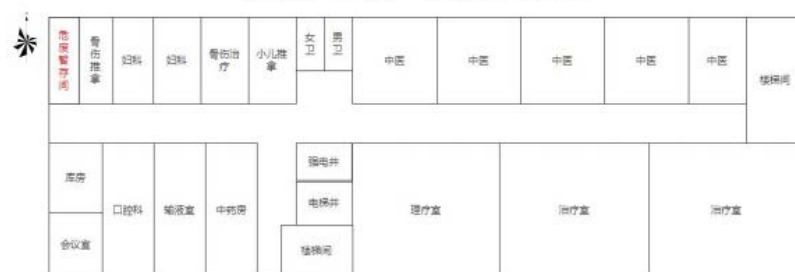 危废暂存间
骨伤推拿
妇科
妇科
骨伤治疗
小儿推拿
女卫
男卫
中医
中医
中医
中医
中医
楼梯间
库房
会议室
口腔科
输液室
中药房
强电井
电梯井
楼梯间
理疗室
治疗室
治疗室